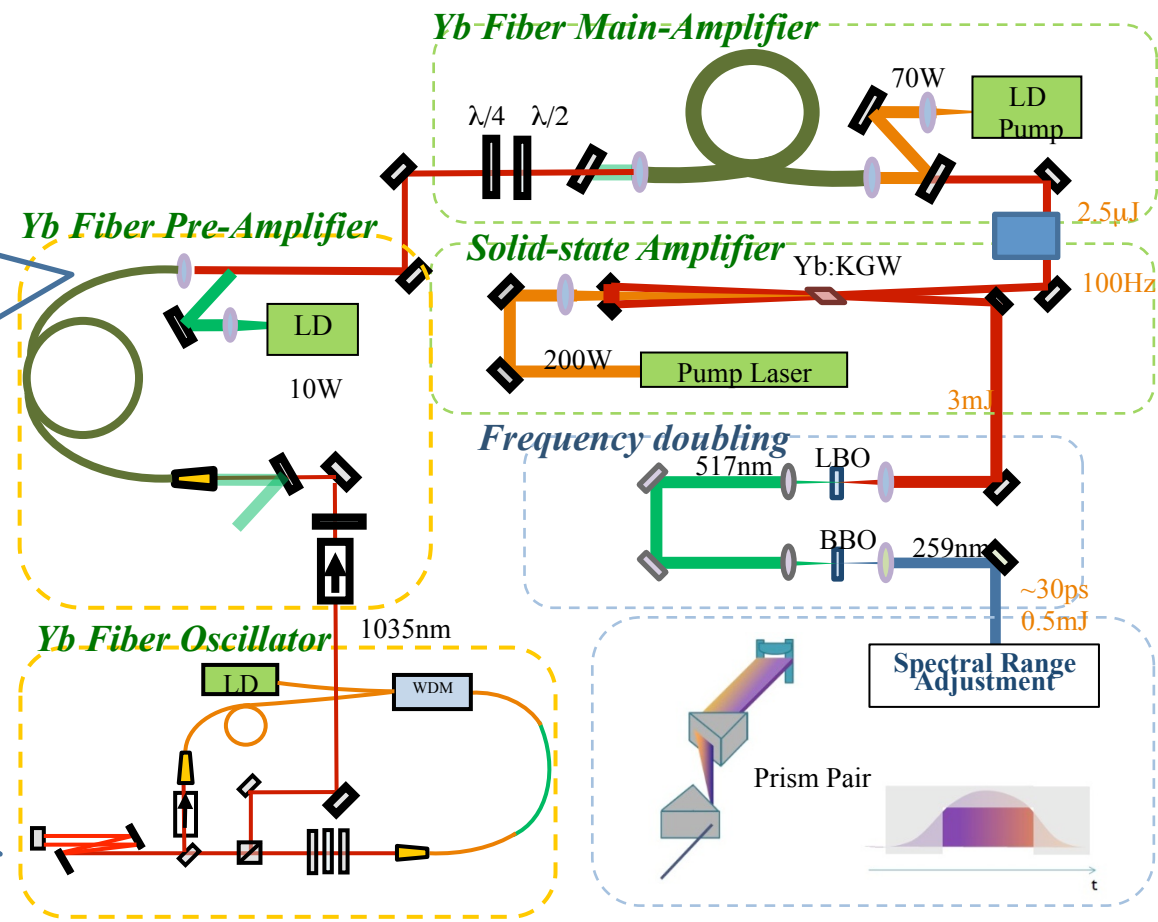 Yb Fiber Main-Amplifier
70W
LD
Pump
λ/4
λ/2
2.5μJ
Yb Fiber Pre-Amplifier
LD
10W
Solid-state Amplifier
Yb:KGW
100Hz
200W
Pump Laser
3mJ
Frequency doubling
517nm
LBO
BBO
259nm
~30ps
0.5mJ
1035nm
Yb Fiber Oscillator
LD
WDM
Spectral Range
Adjustment
Prism Pair
t